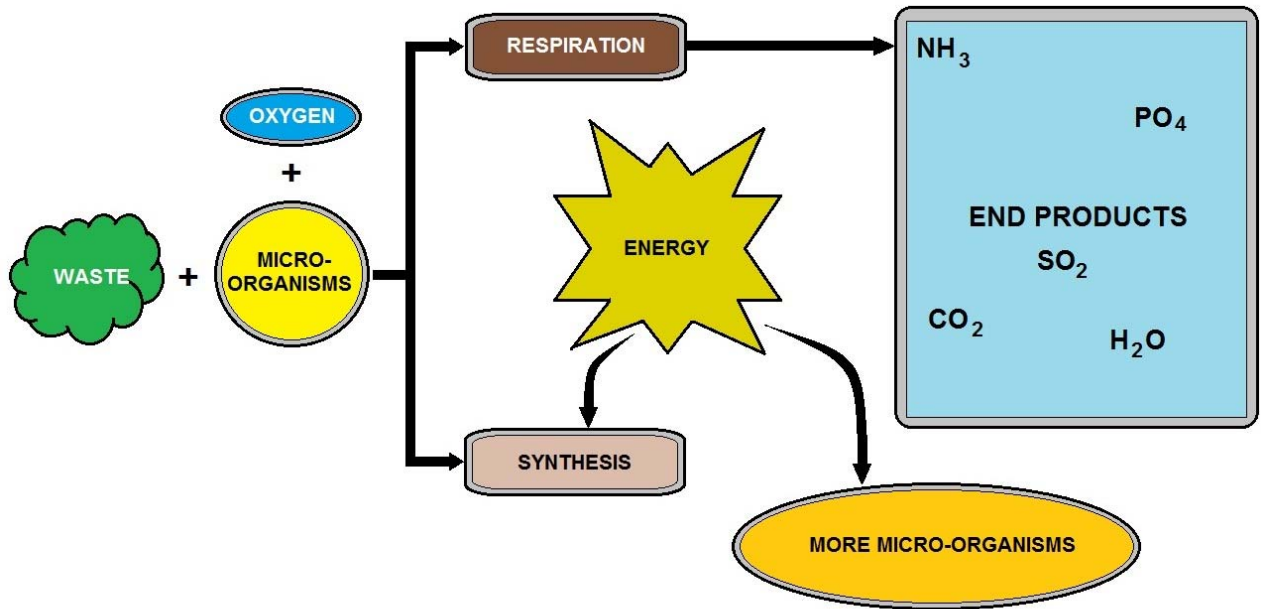 RESPIRATION
NH₃
OXYGEN
PO₄
+
WASTE
+
MICRO-
ORGANISMS
ENERGY
END PRODUCTS
SO₂
CO₂
H₂O
SYNTHESIS
MORE MICRO-ORGANISMS